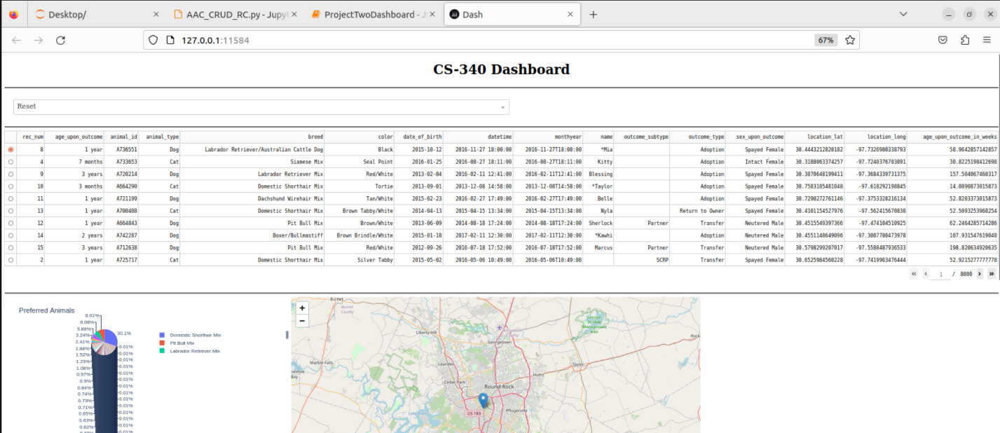 Desktop/ AAC_CRUD_RC.py - Jupyt ProjectTwoDashboard - J Dash
127.0.0.1:11584 67%
CS-340 Dashboard
Reset
rec_num age_upon_outcome animal_id animal_type breed color date_of_birth datetime monthyear name outcome_subtype outcome_type sex_upon_outcome location_lat location_long age_upon_outcome_in_weeks
8 1 year A736551 Dog Labrador Retriever/Australian Cattle Dog Black 2015-10-12 2016-11-27 18:00:00 2016-11-27T18:00:00 *Mia Adoption Spayed Female 30.4443212820182 -97.7326980338793 58.9642857142857
4 7 months A733653 Cat Siamese Mix Seal Point 2016-01-25 2016-08-27 18:11:00 2016-08-27T18:11:00 Kitty Adoption Intact Female 30.3188063374257 -97.7240376703891 30.8225198412698
9 3 years A720214 Dog Labrador Retriever Mix Red/White 2013-02-04 2016-02-11 12:41:00 2016-02-11T12:41:00 Blessing Adoption Spayed Female 30.3870648199411 -97.3684339731375 157.504067460317
10 3 months A664290 Cat Domestic Shorthair Mix Tortie 2013-09-01 2013-12-08 14:58:00 2013-12-08T14:58:00 *Taylor Adoption Spayed Female 30.7583105481048 -97.618292198845 14.0890873015873
11 1 year A721199 Dog Dachshund Wirehair Mix Tan/White 2015-02-23 2016-02-27 17:49:00 2016-02-27T17:49:00 Belle Adoption Spayed Female 30.7290272761146 -97.3753328216134 52.8203373015873
13 1 year A700408 Cat Domestic Shorthair Mix Brown Tabby/White 2014-04-13 2015-04-15 13:34:00 2015-04-15T13:34:00 Nyla Return to Owner Spayed Female 30.4101154527976 -97.562415670838 52.5093253968254
12 1 year A664843 Dog Pit Bull Mix Brown/White 2013-06-09 2014-08-18 17:24:00 2014-08-18T17:24:00 Sherlock Partner Transfer Neutered Male 30.4515549397366 -97.474104510925 62.2464285714286
14 2 years A742287 Dog Boxer/Bullmastiff Brown Brindle/White 2015-01-18 2017-02-11 12:30:00 2017-02-11T12:30:00 *Kawhi Adoption Neutered Male 30.4551148649096 -97.3087780473978 107.931547619048
15 3 years A712638 Dog Pit Bull Mix Red/White 2012-09-26 2016-07-18 17:52:00 2016-07-18T17:52:00 Marcus Partner Transfer Neutered Male 30.5798299207017 -97.5588487936533 198.820634920635
2 1 year A725717 Cat Domestic Shorthair Mix Silver Tabby 2015-05-02 2016-05-06 10:49:00 2016-05-06T10:49:00 SCRP Transfer Spayed Female 30.6525984560228 -97.7419963476444 52.9215277777778
« ‹ 1 / 8000 › »
Preferred Animals
8.01%
6.08%
5.88%
3.24%
2.41%
1.88%
1.52%
1.23%
1.08%
0.97%
0.9%
0.84%
0.74%
0.73%
0.71%
0.65%
0.63%
0.62%
30.1%
0.01%
0.01%
0.01%
0.01%
0.01%
0.01%
0.01%
0.01%
0.01%
0.01%
0.01%
0.01%
0.01%
0.01%
Domestic Shorthair Mix
Pit Bull Mix
Labrador Retriever Mix
+
−
Burnet
Burnet
County
Granger
Wildlife
Management
Area
Liberty Hill
Georgetown
Rock
Marble Falls
Leander
Taylor
Bay
Hutto
Cedar Park
Round Rock
Pflugerville
US 183